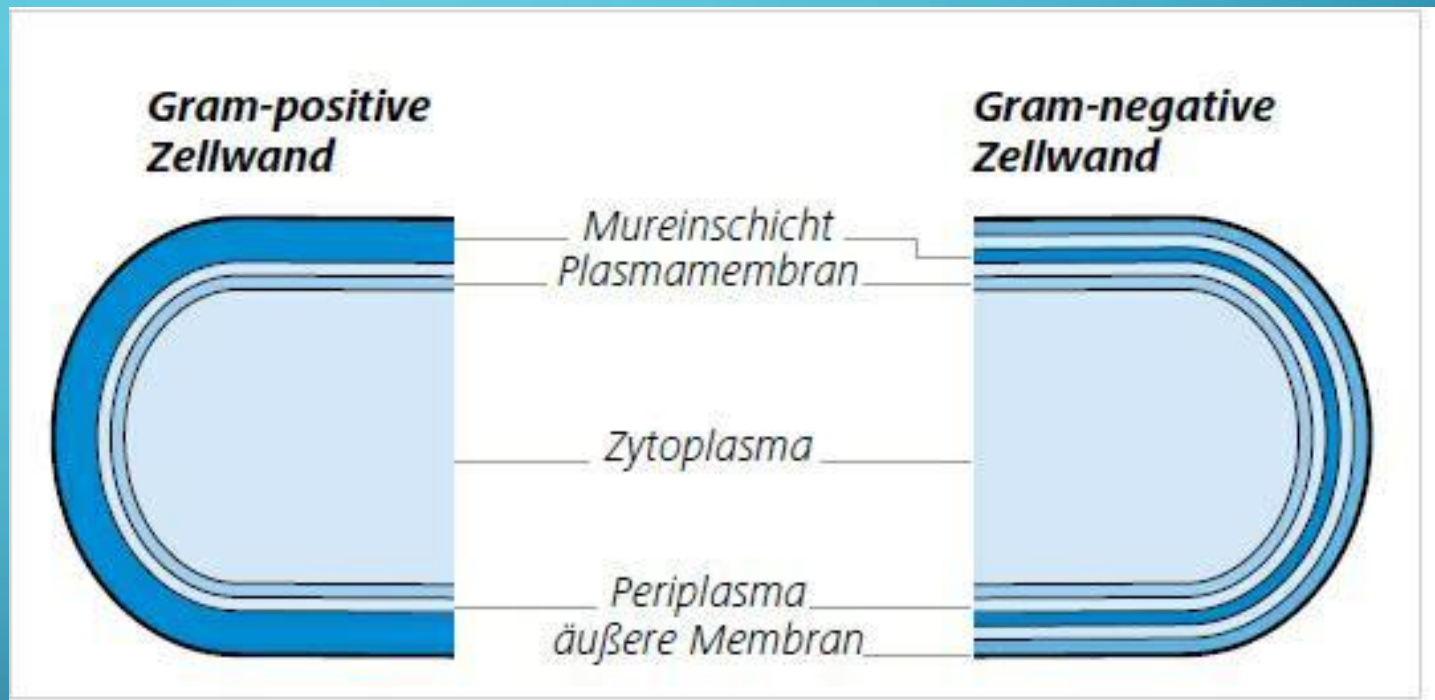 Gram-positive
Zellwand
Gram-negative
Zellwand
Mureinschicht
Plasmamembran
Zytoplasma
Periplasma
äußere Membran